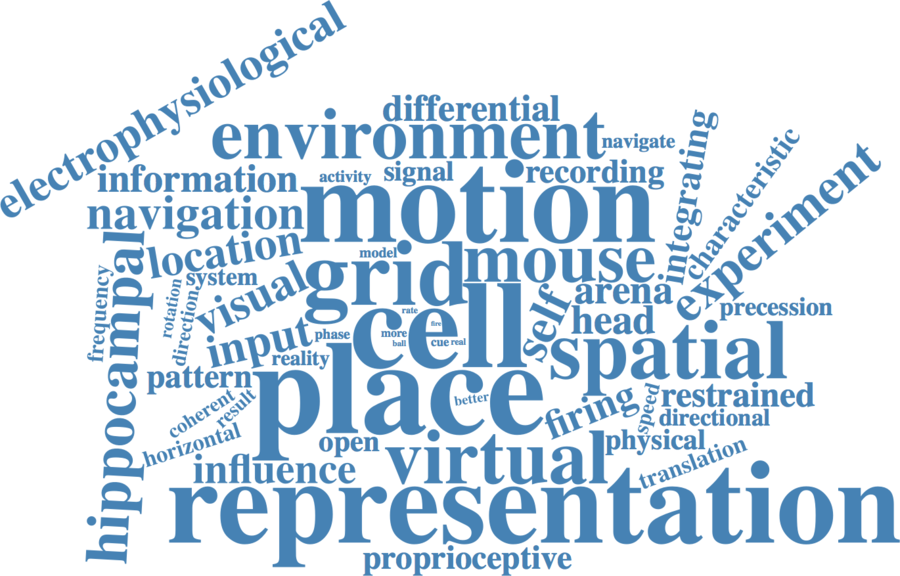 electrophysiological
differential
environment
navigate
integrating
characteristic
experiment
information
activity
signal
recording
navigation
motion
hippocampal
location
model
grid
mouse
system
arena
precession
frequency
rotation
direction
visual
rate
fire
self
head
input
phase
more
ball
cell
cue
real
spatial
reality
pattern
place
better
firing
speed
restrained
directional
coherent
result
horizontal
open
virtual
physical
translation
influence
representation
proprioceptive